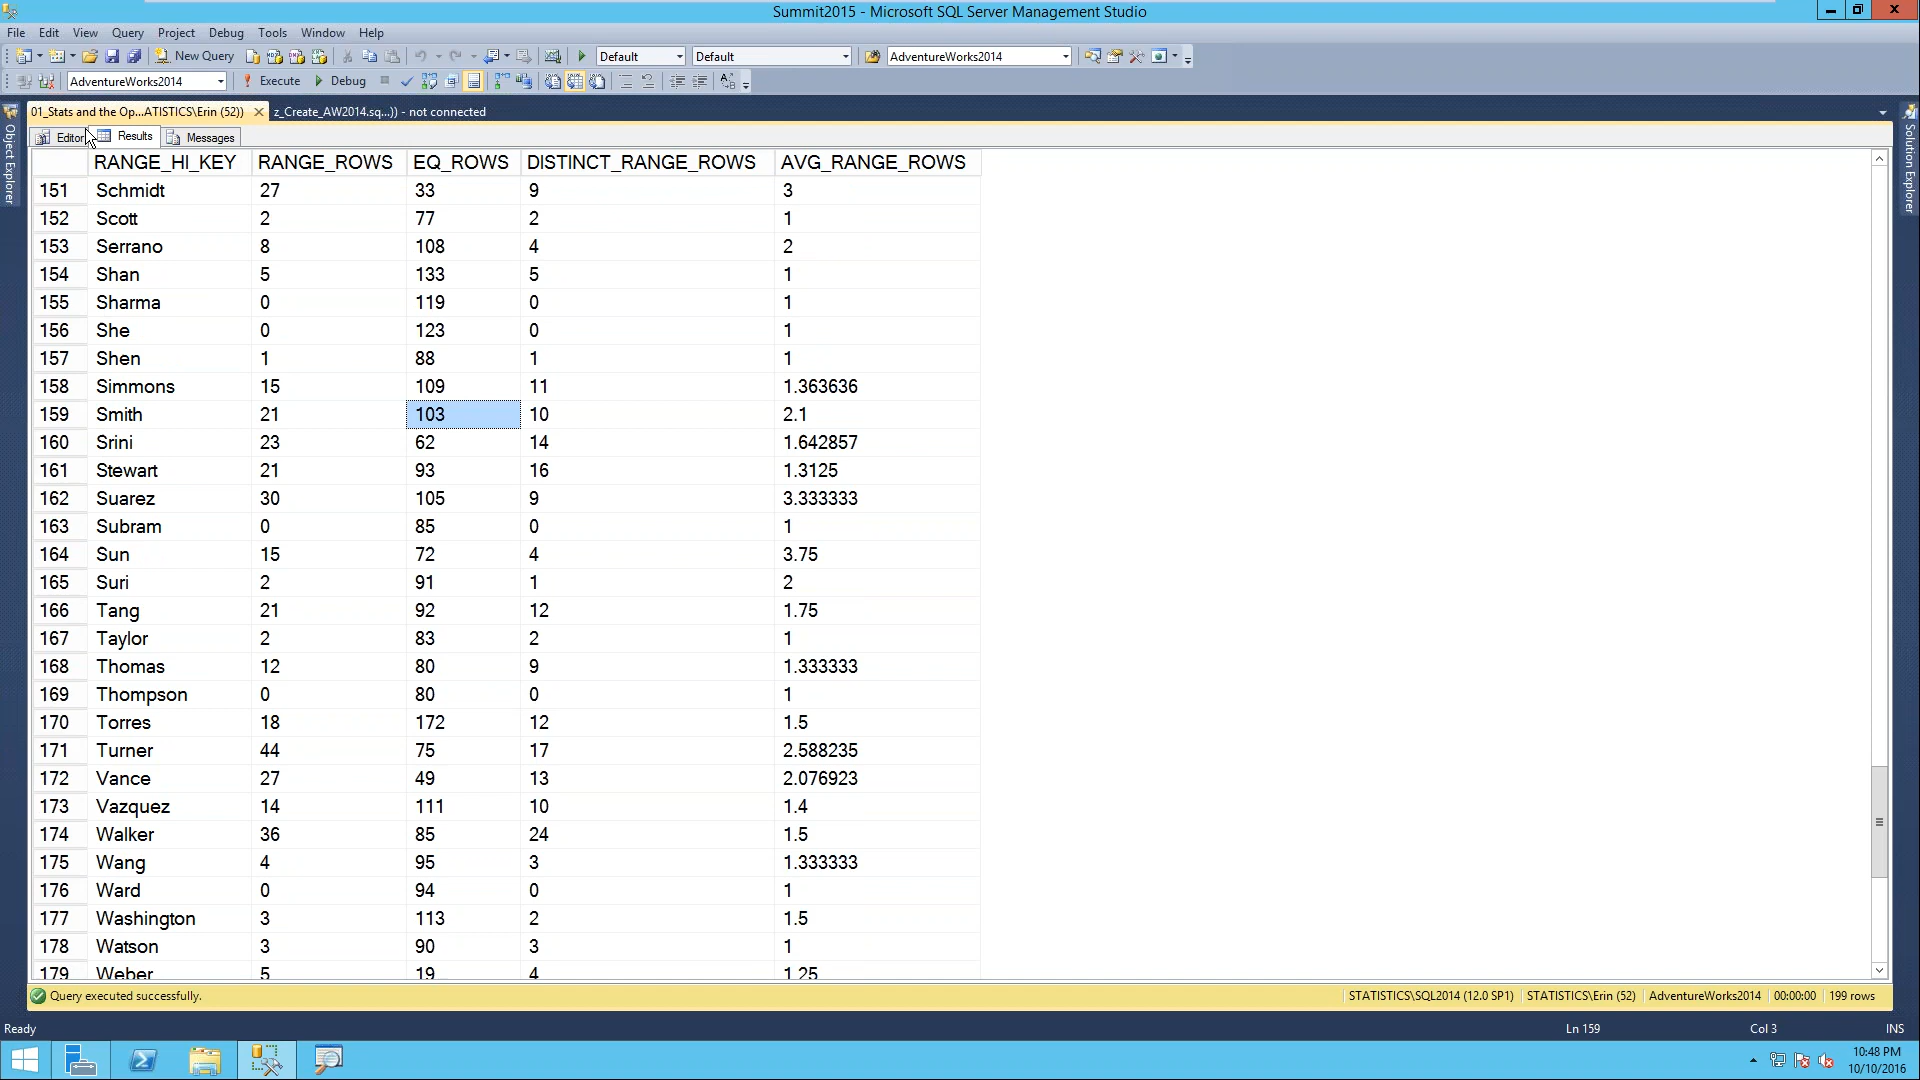 Summit2015 - Microsoft SQL Server Management Studio
File Edit View Query Project Debug Tools Window Help
New Query Default Default AdventureWorks2014
AdventureWorks2014 Execute Debug
01_Stats and the Op...ATISTICS\Erin (52)) z_Create_AW2014.sq...)) - not connected
Editor Results Messages
Object Explorer
Solution Explorer
RANGE_HI_KEY RANGE_ROWS EQ_ROWS DISTINCT_RANGE_ROWS AVG_RANGE_ROWS
151 Schmidt 27 33 9 3
152 Scott 2 77 2 1
153 Serrano 8 108 4 2
154 Shan 5 133 5 1
155 Sharma 0 119 0 1
156 She 0 123 0 1
157 Shen 1 88 1 1
158 Simmons 15 109 11 1.363636
159 Smith 21 103 10 2.1
160 Srini 23 62 14 1.642857
161 Stewart 21 93 16 1.3125
162 Suarez 30 105 9 3.333333
163 Subram 0 85 0 1
164 Sun 15 72 4 3.75
165 Suri 2 91 1 2
166 Tang 21 92 12 1.75
167 Taylor 2 83 2 1
168 Thomas 12 80 9 1.333333
169 Thompson 0 80 0 1
170 Torres 18 172 12 1.5
171 Turner 44 75 17 2.588235
172 Vance 27 49 13 2.076923
173 Vazquez 14 111 10 1.4
174 Walker 36 85 24 1.5
175 Wang 4 95 3 1.333333
176 Ward 0 94 0 1
177 Washington 3 113 2 1.5
178 Watson 3 90 3 1
179 Weber 5 19 4 1.25
Query executed successfully. STATISTICS\SQL2014 (12.0 SP1) STATISTICS\Erin (52) AdventureWorks2014 00:00:00 199 rows
Ready Ln 159 Col 3 INS
10:48 PM
10/10/2016